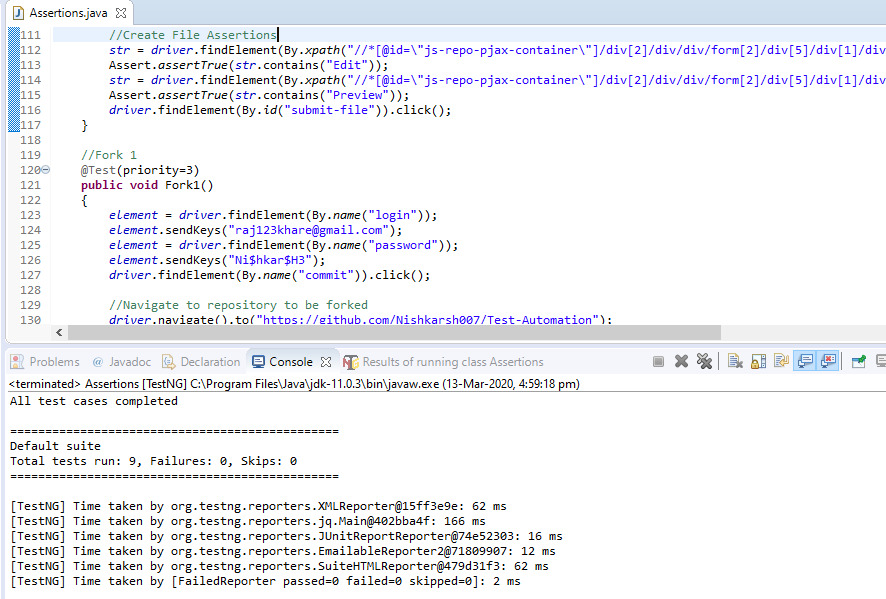 Assertions.java
111 //Create File Assertions
112 str = driver.findElement(By.xpath("//*[@id=\"js-repo-pjax-container\"]/div[2]/div/div/form[2]/div[5]/div[1]/div
113 Assert.assertTrue(str.contains("Edit"));
114 str = driver.findElement(By.xpath("//*[@id=\"js-repo-pjax-container\"]/div[2]/div/div/form[2]/div[5]/div[1]/div
115 Assert.assertTrue(str.contains("Preview"));
116 driver.findElement(By.id("submit-file")).click();
117 }
118
119 //Fork 1
120 @Test(priority=3)
121 public void Fork1()
122 {
123 element = driver.findElement(By.name("login"));
124 element.sendKeys("raj123khare@gmail.com");
125 element = driver.findElement(By.name("password"));
126 element.sendKeys("Ni$hkar$H3");
127 driver.findElement(By.name("commit")).click();
128
129 //Navigate to repository to be forked
130 driver.navigate().to("https://github.com/Nishkarsh007/Test-Automation");
Problems @ Javadoc Declaration Console Results of running class Assertions
<terminated> Assertions [TestNG] C:\Program Files\Java\jdk-11.0.3\bin\javaw.exe (13-Mar-2020, 4:59:18 pm)
All test cases completed
===============================================
Default suite
Total tests run: 9, Failures: 0, Skips: 0
===============================================
[TestNG] Time taken by org.testng.reporters.XMLReporter@15ff3e9e: 62 ms
[TestNG] Time taken by org.testng.reporters.jq.Main@402bba4f: 166 ms
[TestNG] Time taken by org.testng.reporters.JUnitReportReporter@74e52303: 16 ms
[TestNG] Time taken by org.testng.reporters.EmailableReporter2@71809907: 12 ms
[TestNG] Time taken by org.testng.reporters.SuiteHTMLReporter@479d31f3: 62 ms
[TestNG] Time taken by [FailedReporter passed=0 failed=0 skipped=0]: 2 ms